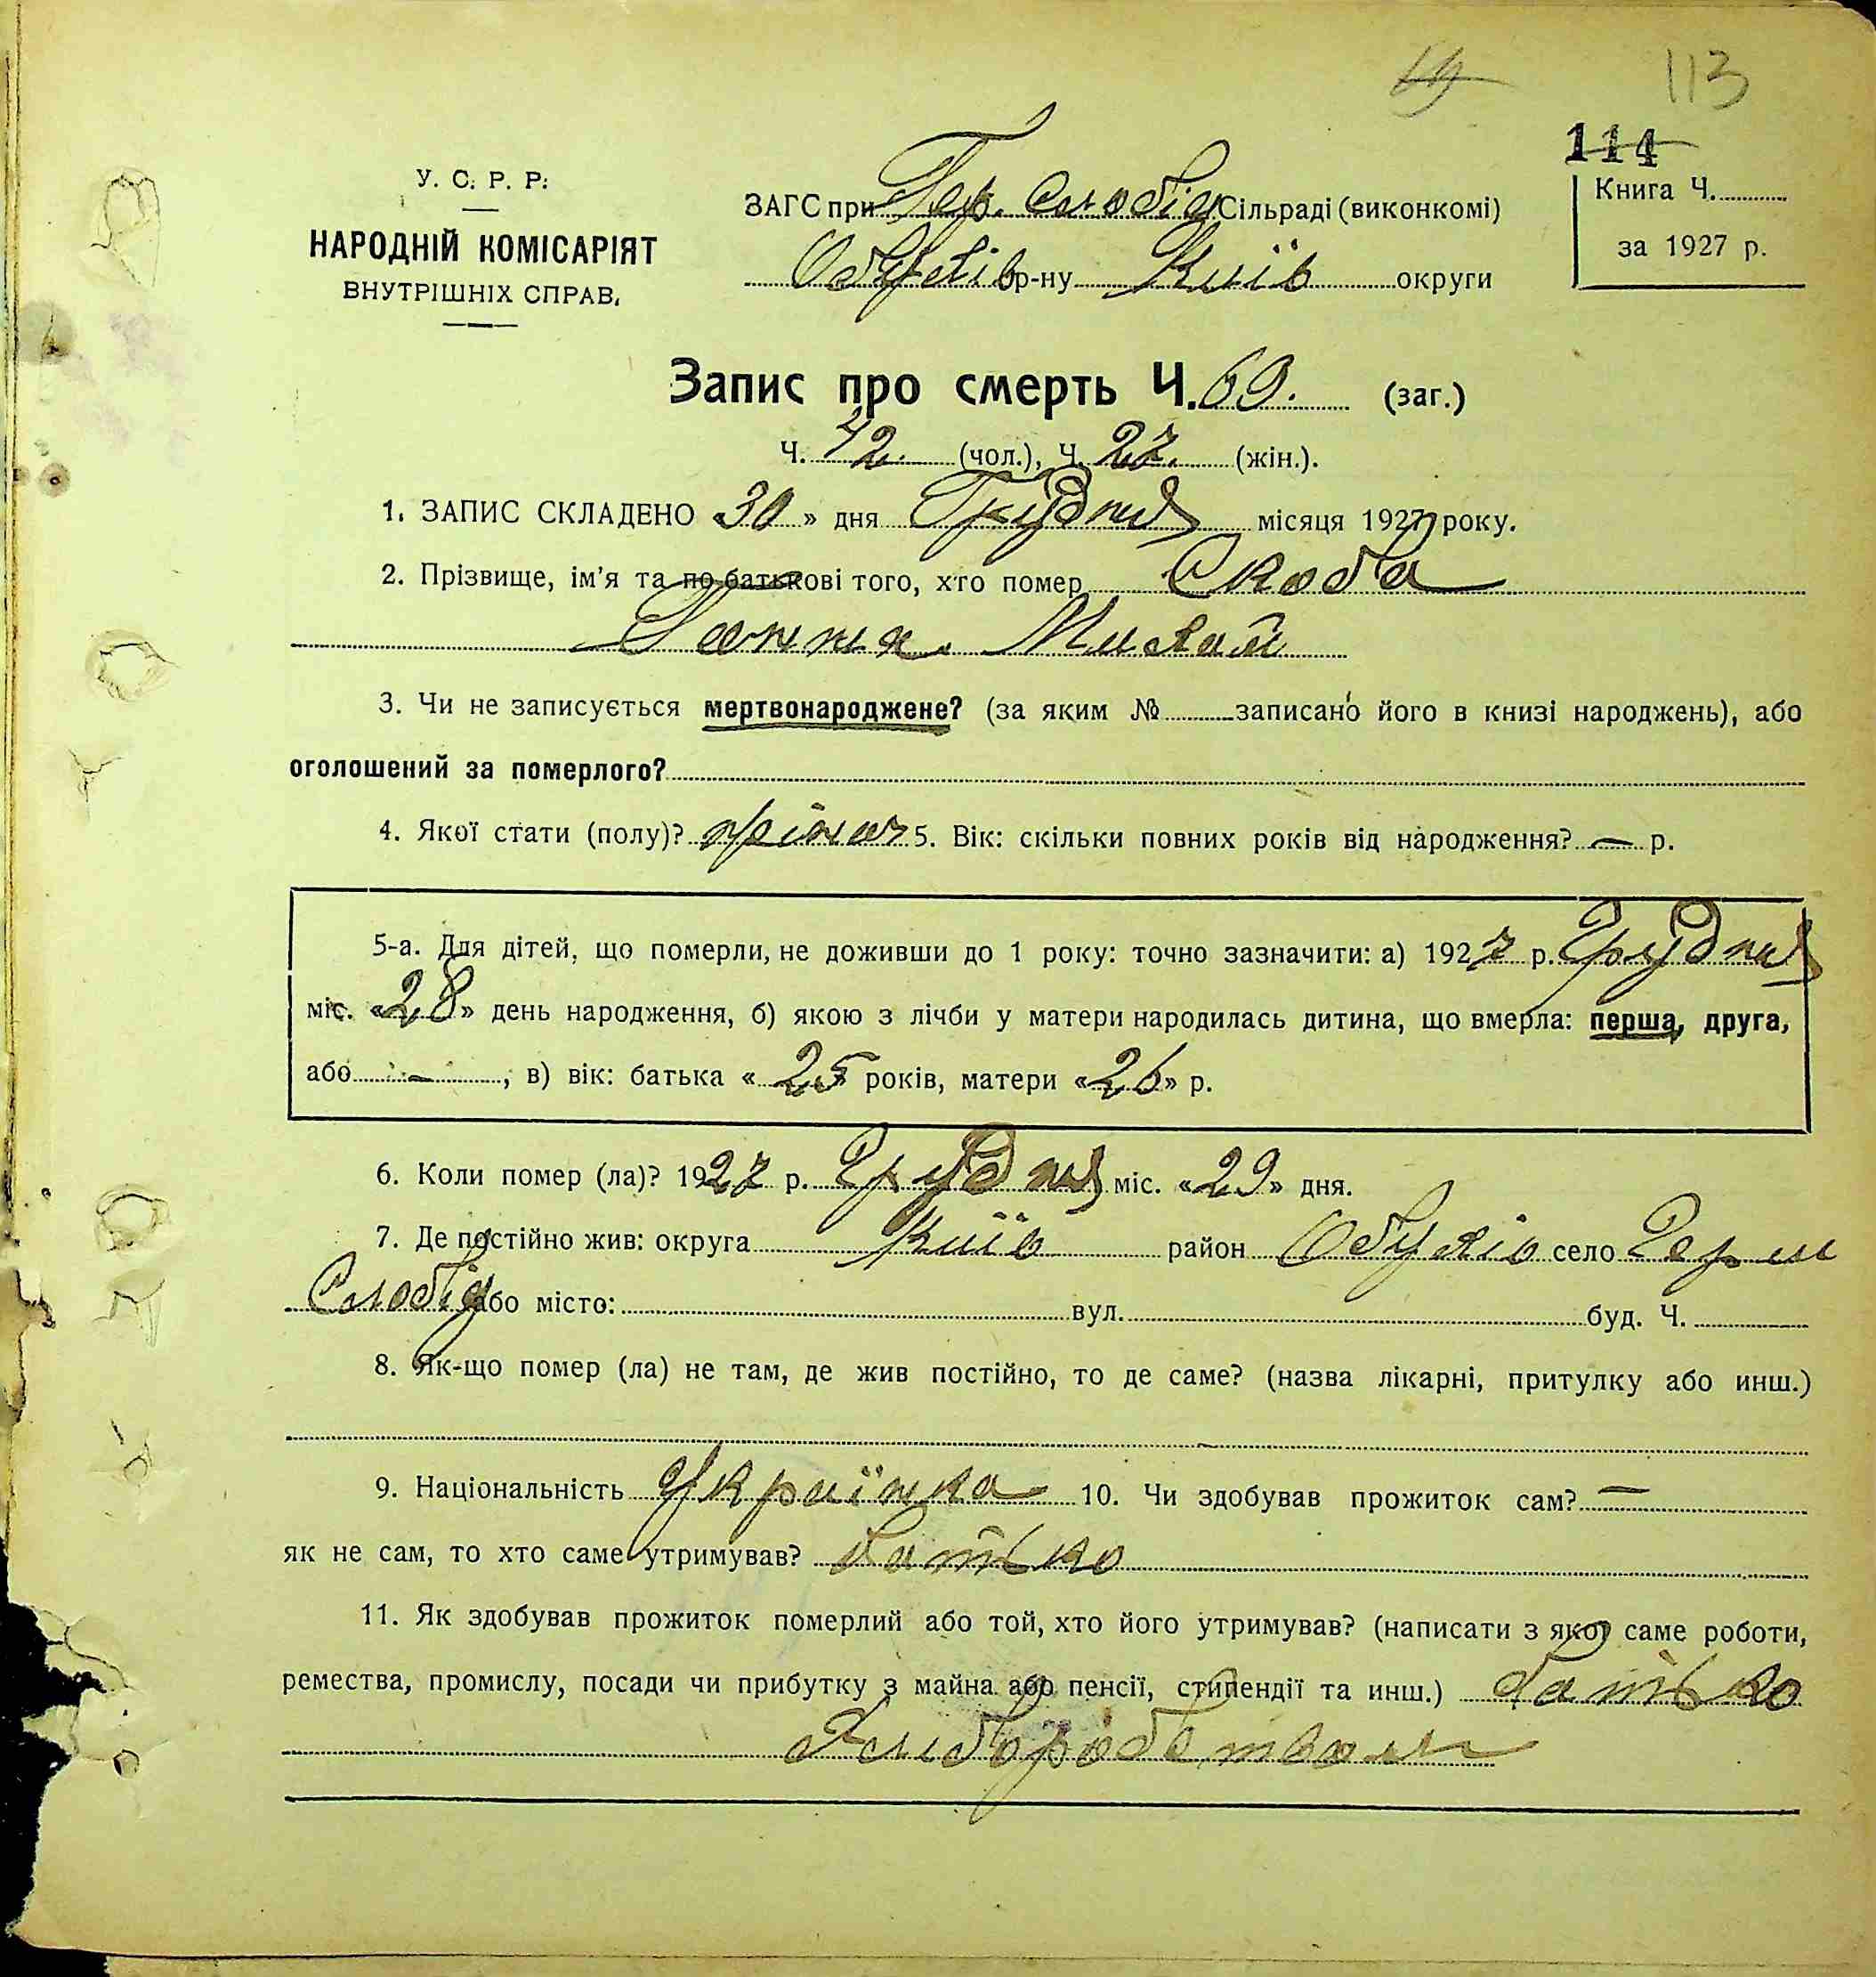 113
114
У. С. Р. Р.
НАРОДНІЙ КОМІСАРІЯТ
ВНУТРІШНІХ СПРАВ.
ЗАГС при Гер. Слобід Сільраді (виконкомі)
Обухів р-ну Київ округи
Книга Ч.
за 1927 р.
Запис про смерть Ч. 69. (заг.)
Ч. 42. (чол.), Ч. 27. (жін.).
1. ЗАПИС СКЛАДЕНО «30» дня Грудня місяця 1927 року.
2. Прізвище, ім'я та по батькові того, хто помер Скоба
Ганна Михай
3. Чи не записується мертвонароджене? (за яким № записано його в книзі народжень), або
оголошений за померлого?
4. Якої стати (полу)? жіноч 5. Вік: скільки повних років від народження? — р.
5-а. Для дітей, що померли, не доживши до 1 року: точно зазначити: а) 1927 р. Грудня
міс. «28» день народження, б) якою з лічби у матери народилась дитина, що вмерла: перша, друга,
або —, в) вік: батька «25» років, матери «26» р.
6. Коли помер (ла)? 1927 р. Грудня міс. «29» дня.
7. Де постійно жив: округа Київ район Обухів село Герм
Слобід або місто: вул. буд. Ч.
8. Як-що помер (ла) не там, де жив постійно, то де саме? (назва лікарні, притулку або инш.)
9. Національність Українка 10. Чи здобував прожиток сам? —
як не сам, то хто саме утримував? батько
11. Як здобував прожиток померлий або той, хто його утримував? (написати з якої саме роботи,
ремества, промислу, посади чи прибутку з майна або пенсії, стипендії та инш.) батько
Хлиборобством